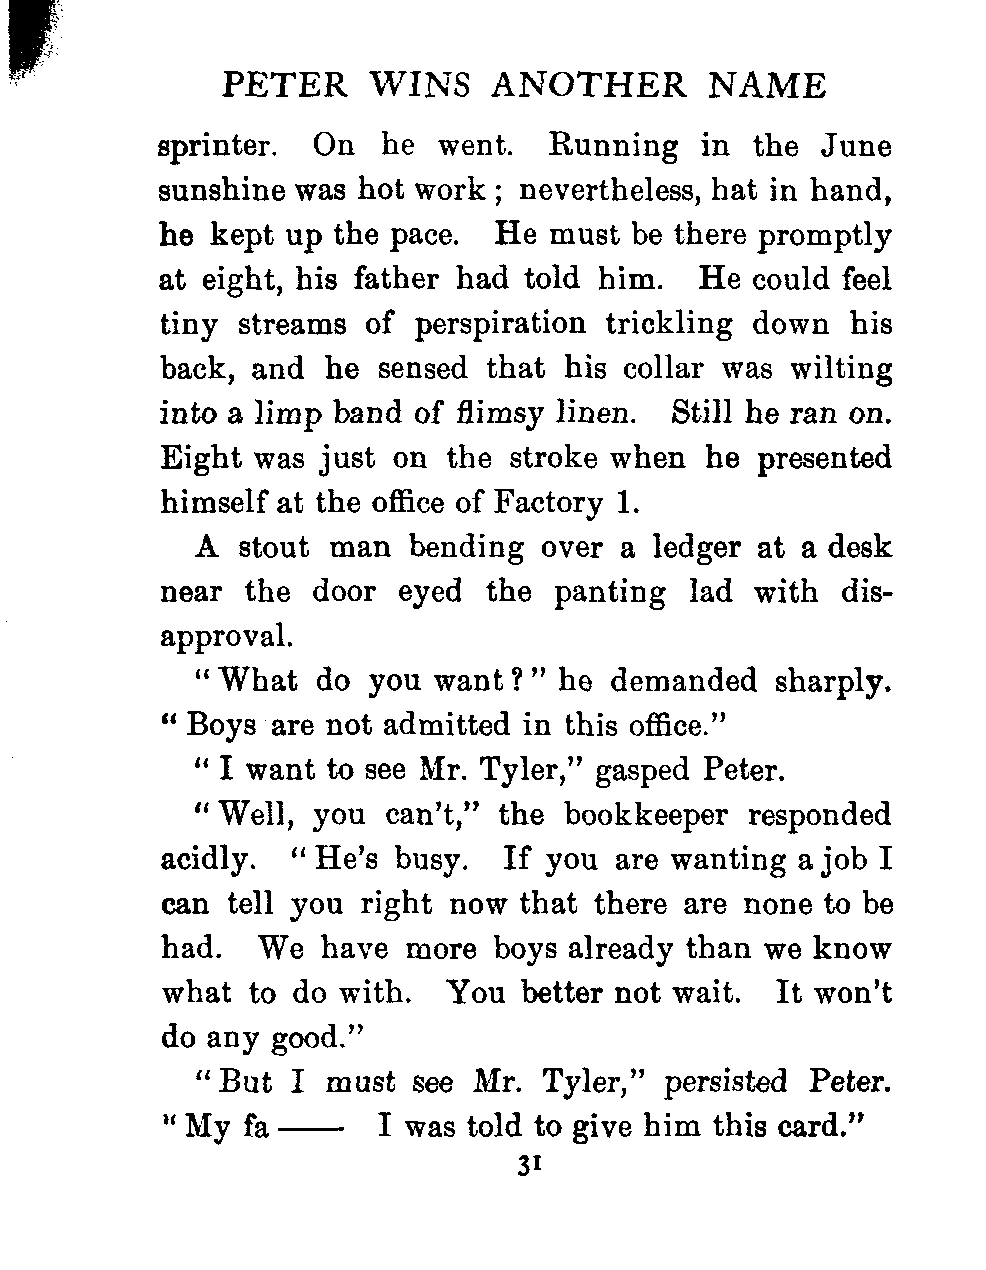 PETER WINS ANOTHER NAME
sprinter. On he went. Running in the June
sunshine was hot work; nevertheless, hat in hand,
he kept up the pace. He must be there promptly
at eight, his father had told him. He could feel
tiny streams of perspiration trickling down his
back, and he sensed that his collar was wilting
into a limp band of flimsy linen. Still he ran on.
Eight was just on the stroke when he presented
himself at the office of Factory 1.
A stout man bending over a ledger at a desk
near the door eyed the panting lad with dis-
approval.
"What do you want?" he demanded sharply.
"Boys are not admitted in this office."
"I want to see Mr. Tyler," gasped Peter.
"Well, you can't," the bookkeeper responded
acidly. "He's busy. If you are wanting a job I
can tell you right now that there are none to be
had. We have more boys already than we know
what to do with. You better not wait. It won't
do any good."
"But I must see Mr. Tyler," persisted Peter.
"My fa—— I was told to give him this card."
31